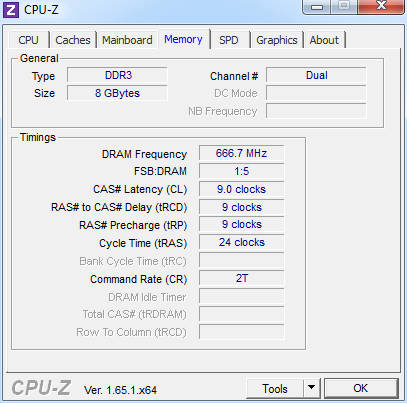 Z CPU-Z
CPU Caches Mainboard Memory SPD Graphics About
General
Type DDR3 Channel # Dual
Size 8 GBytes DC Mode
NB Frequency
Timings
DRAM Frequency 666.7 MHz
FSB:DRAM 1:5
CAS# Latency (CL) 9.0 clocks
RAS# to CAS# Delay (tRCD) 9 clocks
RAS# Precharge (tRP) 9 clocks
Cycle Time (tRAS) 24 clocks
Bank Cycle Time (tRC)
Command Rate (CR) 2T
DRAM Idle Timer
Total CAS# (tRDRAM)
Row To Column (tRCD)
CPU-Z Ver. 1.65.1.x64 Tools OK